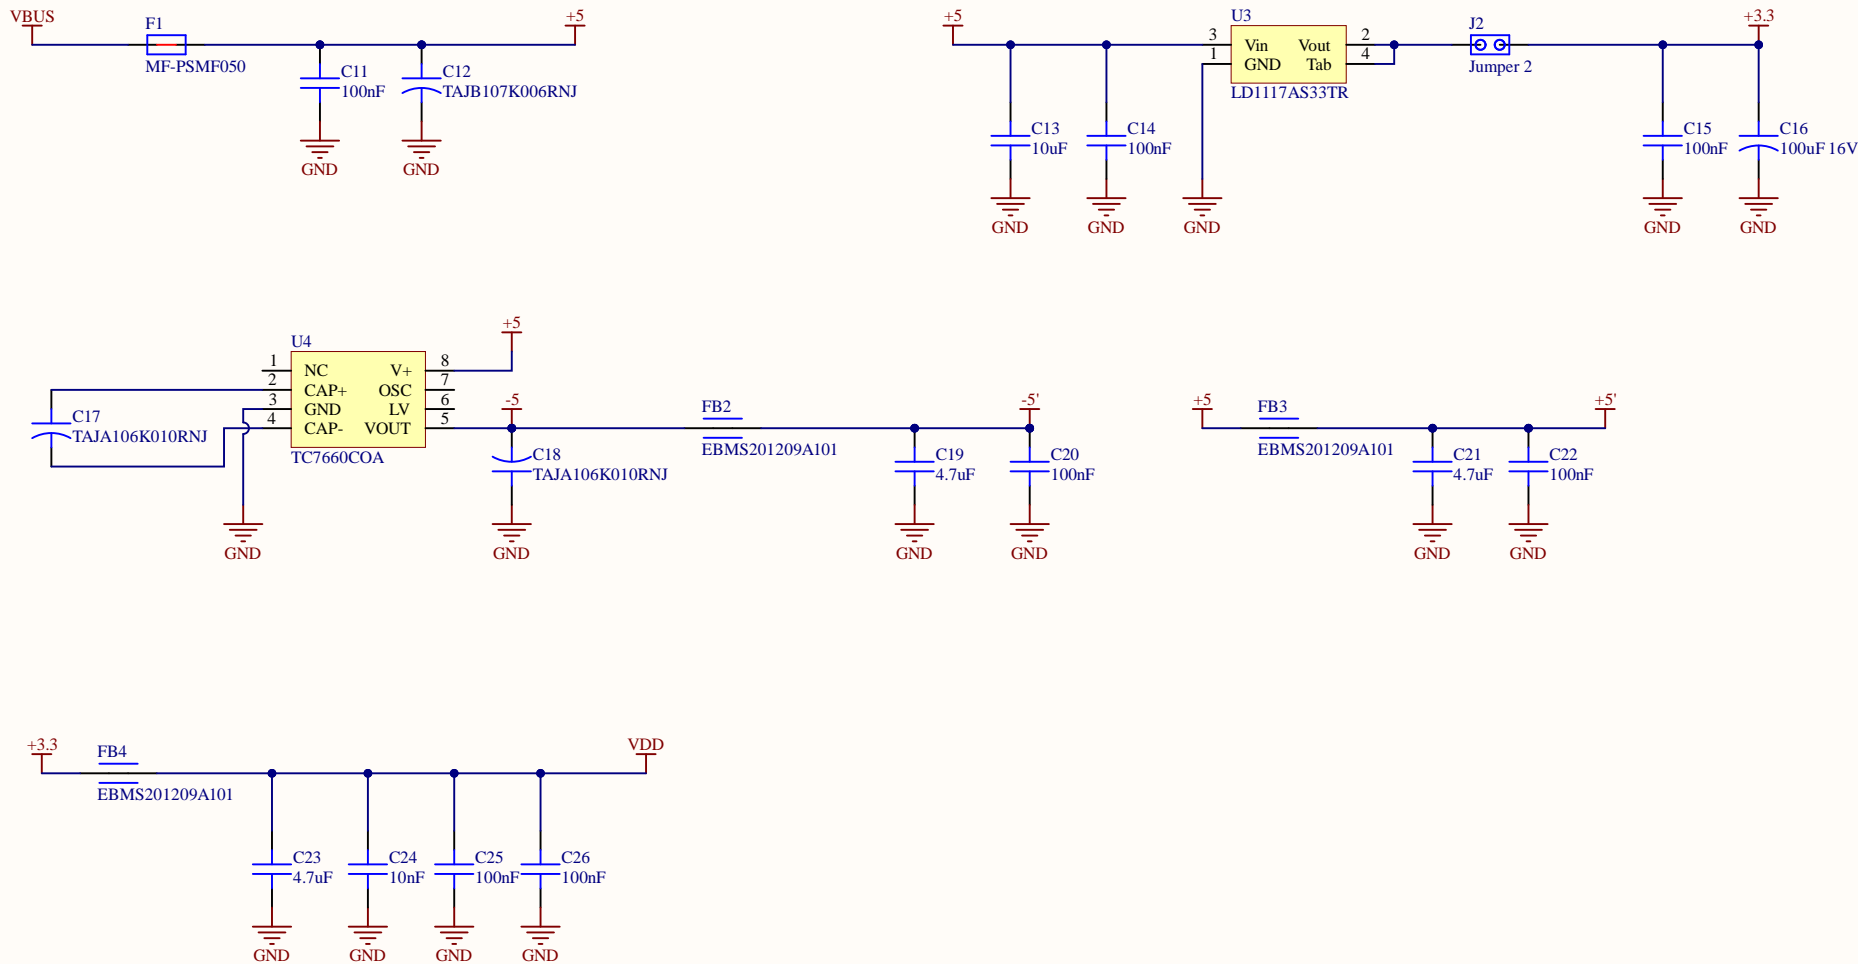 VBUS
F1
MF-PSMF050
+5
C11
100nF
C12
TAJB107K006RNJ
GND
GND
+5
U3
3
1
Vin
GND
Vout
Tab
2
4
LD1117AS33TR
J2
Jumper 2
+3.3
C13
10uF
C14
100nF
C15
100nF
C16
100uF 16V
GND
GND
GND
GND
GND
U4
1
2
3
4
NC
CAP+
GND
CAP-
V+
OSC
LV
VOUT
8
7
6
5
TC7660COA
+5
C17
TAJA106K010RNJ
GND
-5
C18
TAJA106K010RNJ
GND
FB2
EBMS201209A101
-5'
C19
4.7uF
C20
100nF
GND
GND
+5
FB3
EBMS201209A101
+5'
C21
4.7uF
C22
100nF
GND
GND
+3.3
FB4
EBMS201209A101
VDD
C23
4.7uF
C24
10nF
C25
100nF
C26
100nF
GND
GND
GND
GND